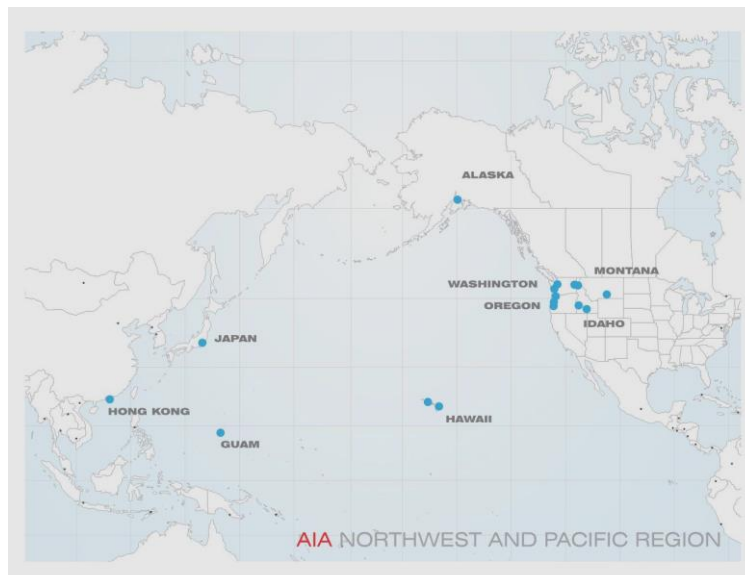 ALASKA
MONTANA
WASHINGTON
OREGON
IDAHO
JAPAN
HONG KONG
HAWAII
GUAM
AIA NORTHWEST AND PACIFIC REGION